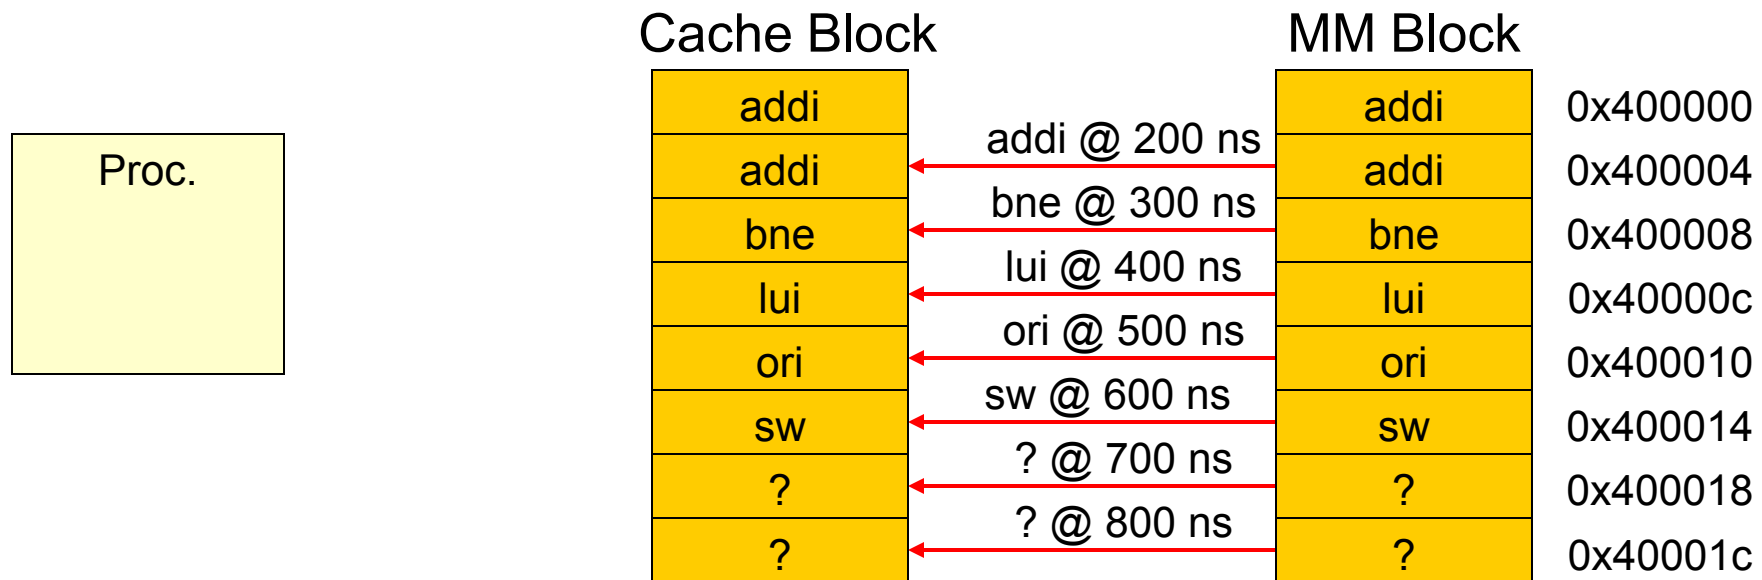 Cache Block MM Block
addi addi 0x400000
addi @ 200 ns
Proc. addi addi 0x400004
bne @ 300 ns
bne bne 0x400008
lui @ 400 ns
lui lui 0x40000c
ori @ 500 ns
ori ori 0x400010
sw @ 600 ns
sw sw 0x400014
? @ 700 ns
? ? 0x400018
? @ 800 ns
? ? 0x40001c